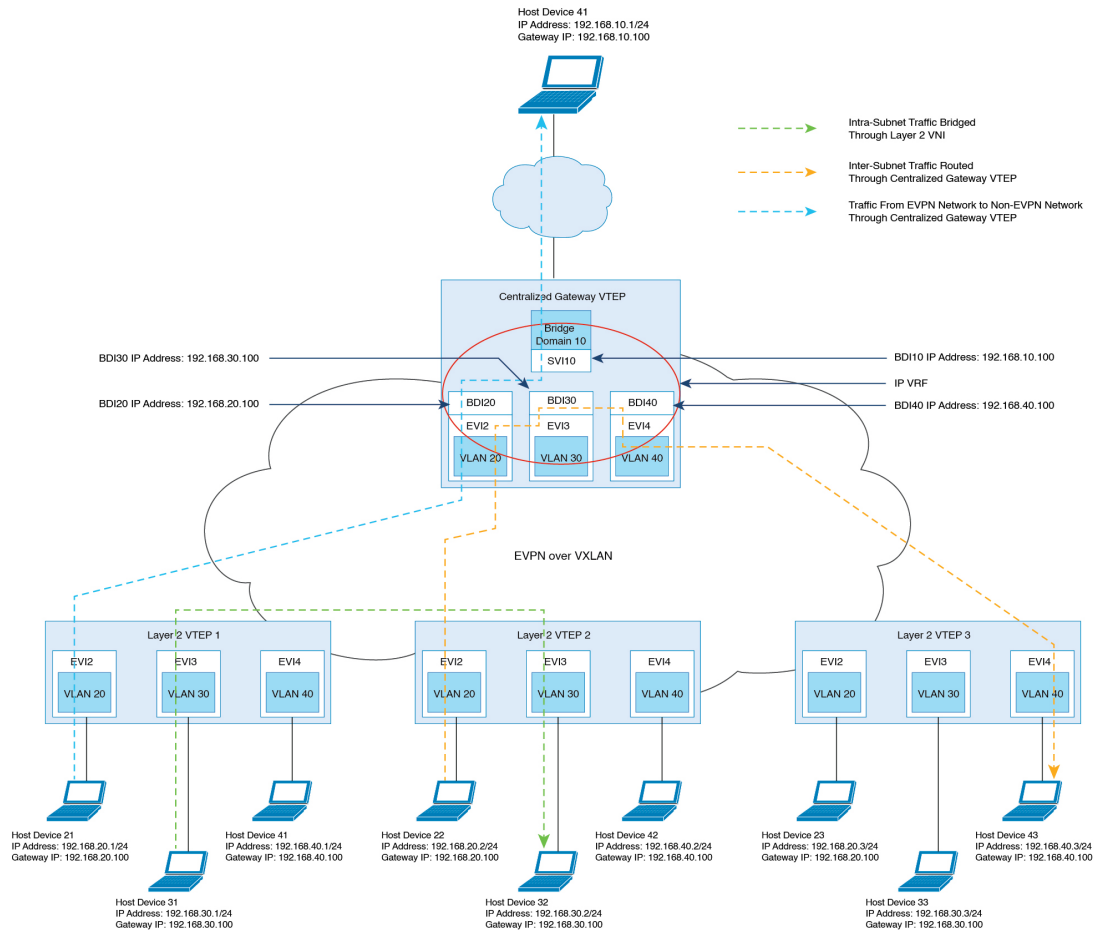 Host Device 41
IP Address: 192.168.10.1/24
Gateway IP: 192.168.10.100
Intra-Subnet Traffic Bridged
Through Layer 2 VNI
Inter-Subnet Traffic Routed
Through Centralized Gateway VTEP
Traffic From EVPN Network to Non-EVPN Network
Through Centralized Gateway VTEP
Centralized Gateway VTEP
Bridge
Domain 10
SVI10
BDI30 IP Address: 192.168.30.100
BDI10 IP Address: 192.168.10.100
IP VRF
BDI20 IP Address: 192.168.20.100
BDI40 IP Address: 192.168.40.100
BDI20
EVI2
VLAN 20
BDI30
EVI3
VLAN 30
BDI40
EVI4
VLAN 40
EVPN over VXLAN
Layer 2 VTEP 1
EVI2
VLAN 20
EVI3
VLAN 30
EVI4
VLAN 40
Layer 2 VTEP 2
EVI2
VLAN 20
EVI3
VLAN 30
EVI4
VLAN 40
Layer 2 VTEP 3
EVI2
VLAN 20
EVI3
VLAN 30
EVI4
VLAN 40
Host Device 21
IP Address: 192.168.20.1/24
Gateway IP: 192.168.20.100
Host Device 41
IP Address: 192.168.40.1/24
Gateway IP: 192.168.40.100
Host Device 22
IP Address: 192.168.20.2/24
Gateway IP: 192.168.20.100
Host Device 42
IP Address: 192.168.40.2/24
Gateway IP: 192.168.40.100
Host Device 23
IP Address: 192.168.20.3/24
Gateway IP: 192.168.20.100
Host Device 43
IP Address: 192.168.40.3/24
Gateway IP: 192.168.40.100
Host Device 31
IP Address: 192.168.30.1/24
Gateway IP: 192.168.30.100
Host Device 32
IP Address: 192.168.30.2/24
Gateway IP: 192.168.30.100
Host Device 33
IP Address: 192.168.30.3/24
Gateway IP: 192.168.30.100